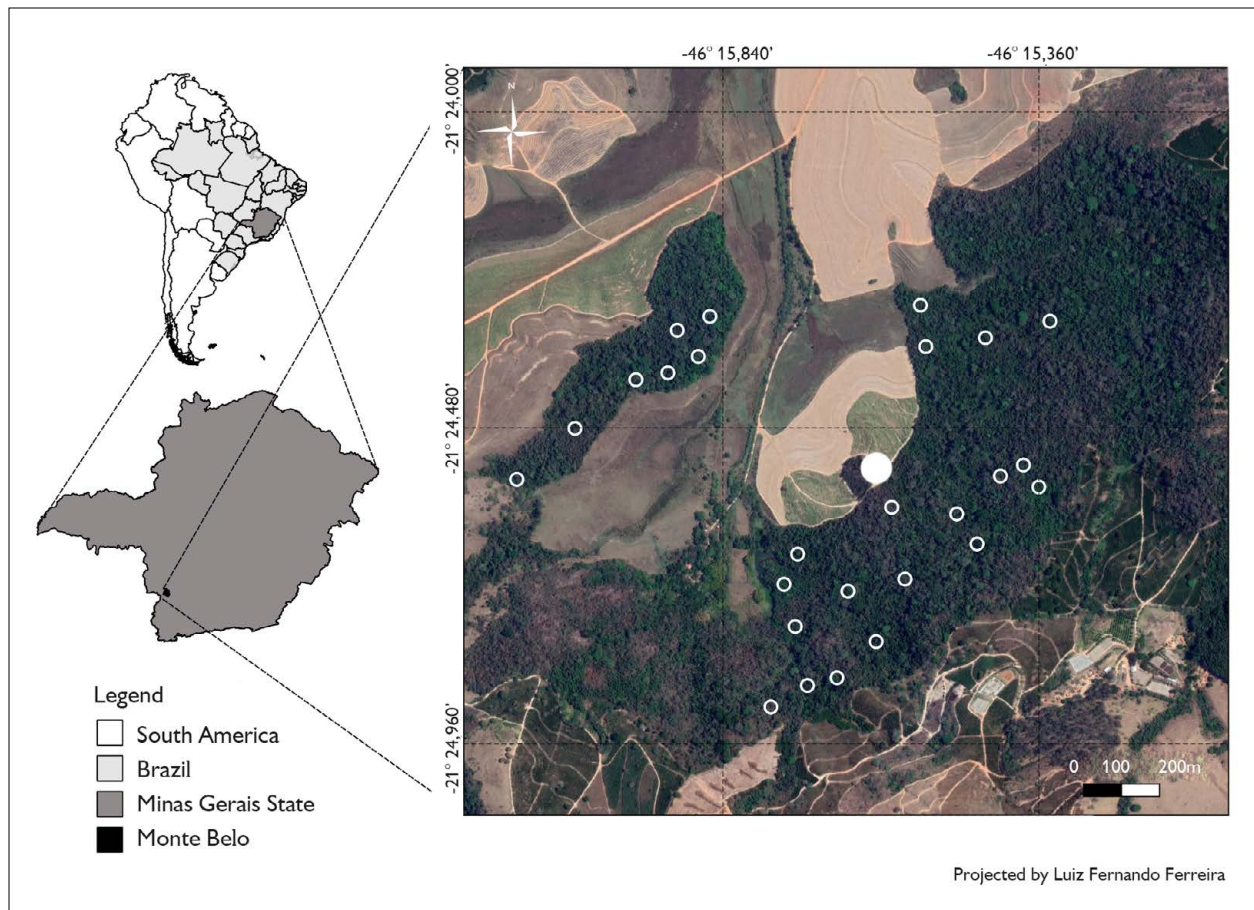 -46° 15,840’ -46° 15,360’
N
-21° 24,000’
-21° 24,480’
-21° 24,960’
Legend
South America
Brazil
Minas Gerais State
Monte Belo
0 100 200m
Projected by Luiz Fernando Ferreira